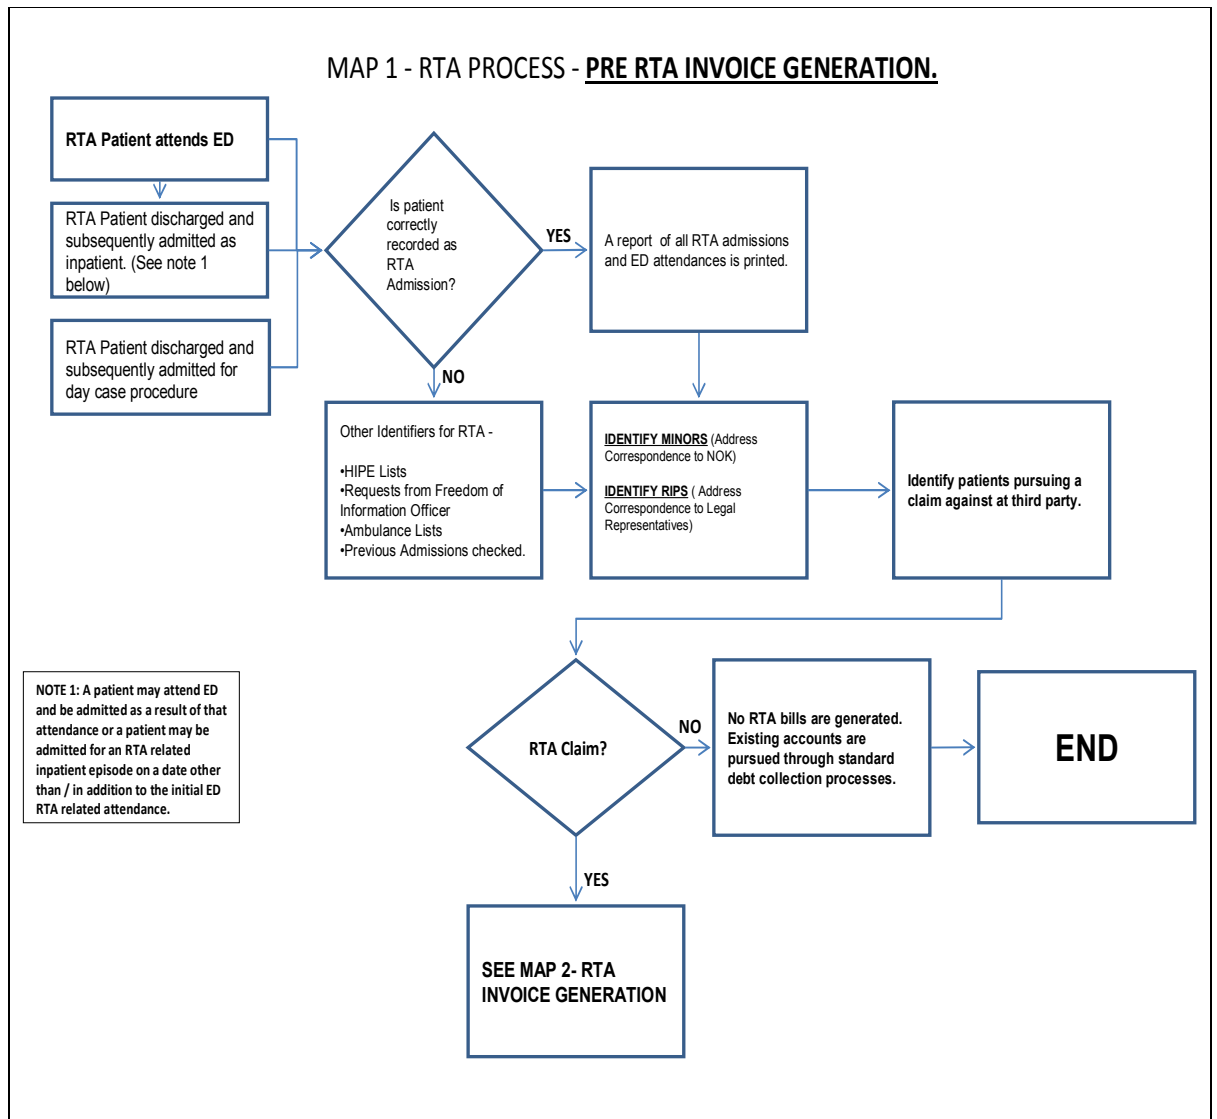 MAP 1 - RTA PROCESS - PRE RTA INVOICE GENERATION.
RTA Patient attends ED
RTA Patient discharged and
subsequently admitted as
inpatient. (See note 1
below)
RTA Patient discharged and
subsequently admitted for
day case procedure
Is patient
correctly
recorded as
RTA
Admission?
YES
A report of all RTA admissions
and ED attendances is printed.
NO
Other Identifiers for RTA -
•HIPE Lists
•Requests from Freedom of
Information Officer
•Ambulance Lists
•Previous Admissions checked.
IDENTIFY MINORS (Address
Correspondence to NOK)
IDENTIFY RIPS ( Address
Correspondence to Legal
Representatives)
Identify patients pursuing a
claim against at third party.
NOTE 1: A patient may attend ED
and be admitted as a result of that
attendance or a patient may be
admitted for an RTA related
inpatient episode on a date other
than / in addition to the initial ED
RTA related attendance.
RTA Claim?
NO
No RTA bills are generated.
Existing accounts are
pursued through standard
debt collection processes.
END
YES
SEE MAP 2- RTA
INVOICE GENERATION